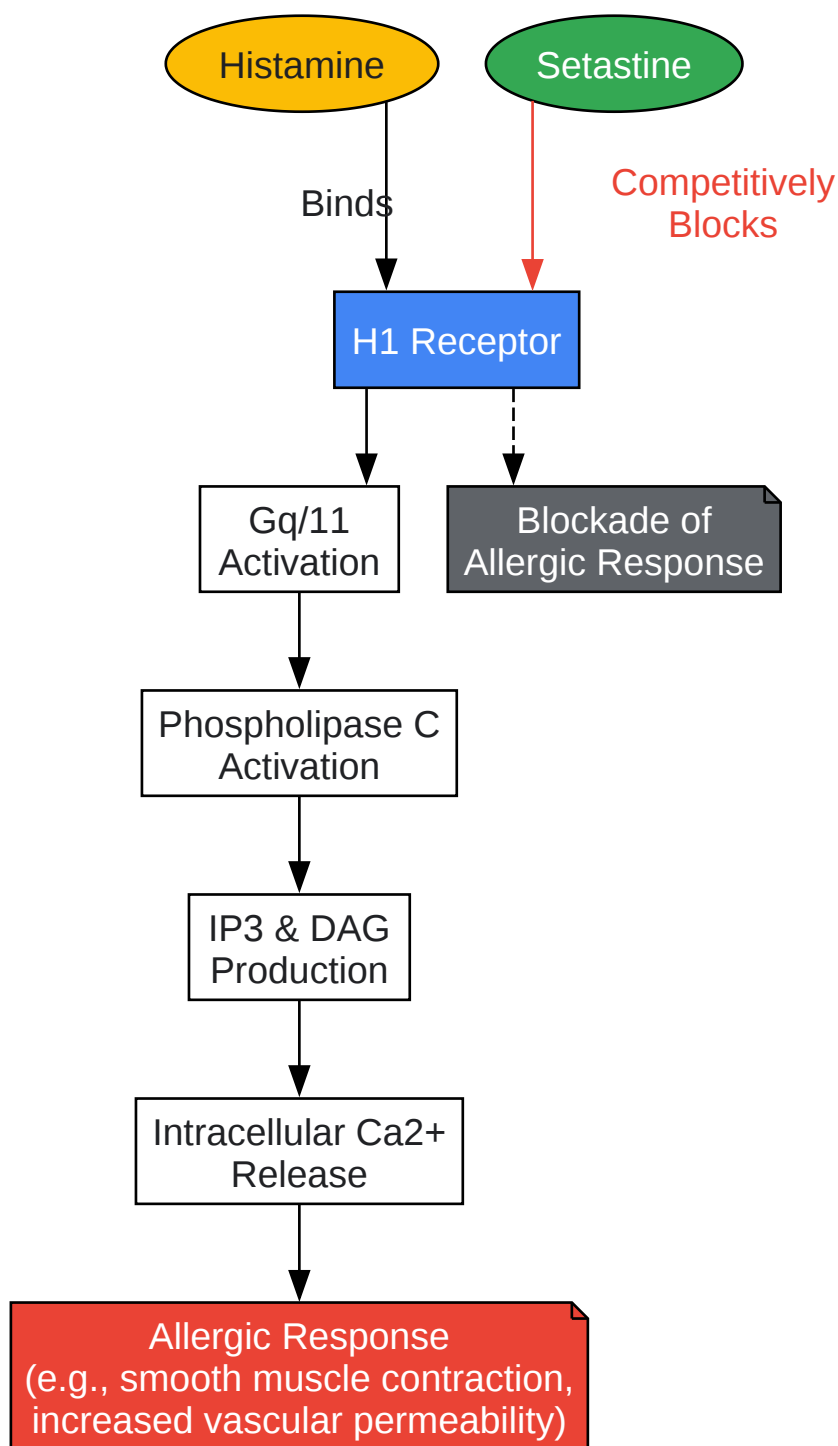 Histamine
Setastine
Binds
Competitively
Blocks
H1 Receptor
Gq/11
Activation
Blockade of
Allergic Response
Phospholipase C
Activation
IP3 & DAG
Production
Intracellular Ca2+
Release
Allergic Response
(e.g., smooth muscle contraction,
increased vascular permeability)